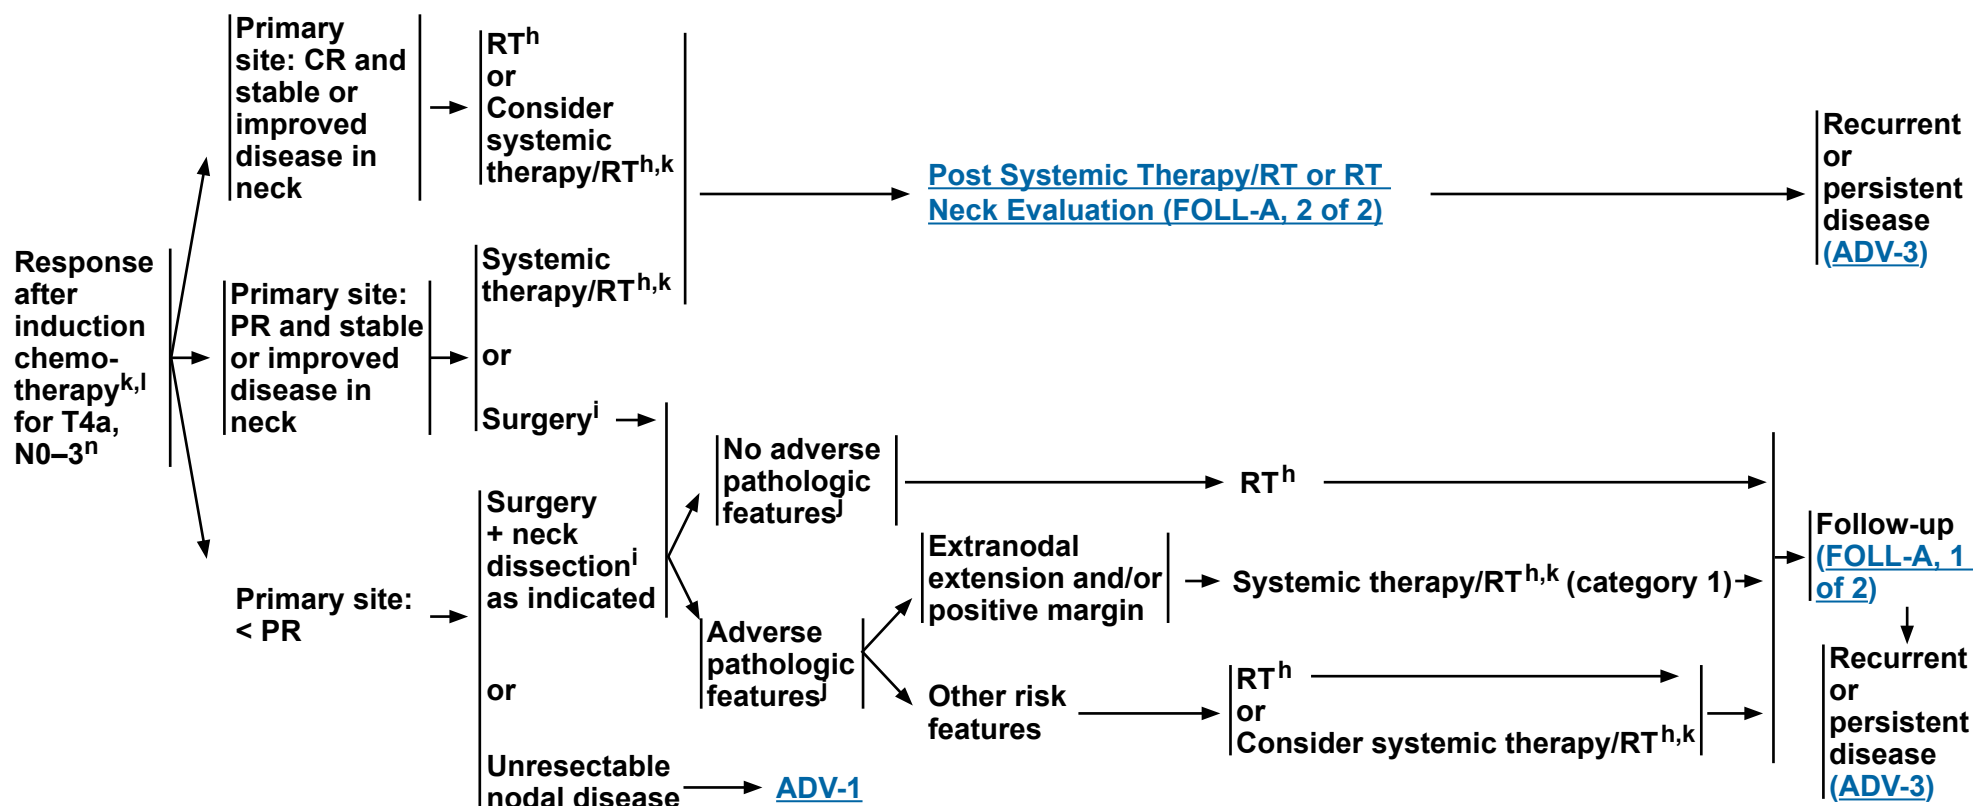 Response
after
induction
chemo-
therapyk,l
for T4a,
N0–3n
Primary
site: CR and
stable or
improved
disease in
neck
RTh
or
Consider
systemic
therapy/RTh,k
Post Systemic Therapy/RT or RT
Neck Evaluation (FOLL-A, 2 of 2)
Recurrent
or
persistent
disease
(ADV-3)
Primary site:
PR and stable
or improved
disease in
neck
Systemic
therapy/RTh,k
or
Surgeryi
Primary site:
< PR
Surgery
+ neck
dissectioni
as indicated
or
Unresectable
nodal disease
ADV-1
No adverse
pathologic
featuresj
RTh
Adverse
pathologic
featuresj
Extranodal
extension and/or
positive margin
Systemic therapy/RTh,k (category 1)
Other risk
features
RTh
or
Consider systemic therapy/RTh,k
Follow-up
(FOLL-A, 1
of 2)
Recurrent
or
persistent
disease
(ADV-3)